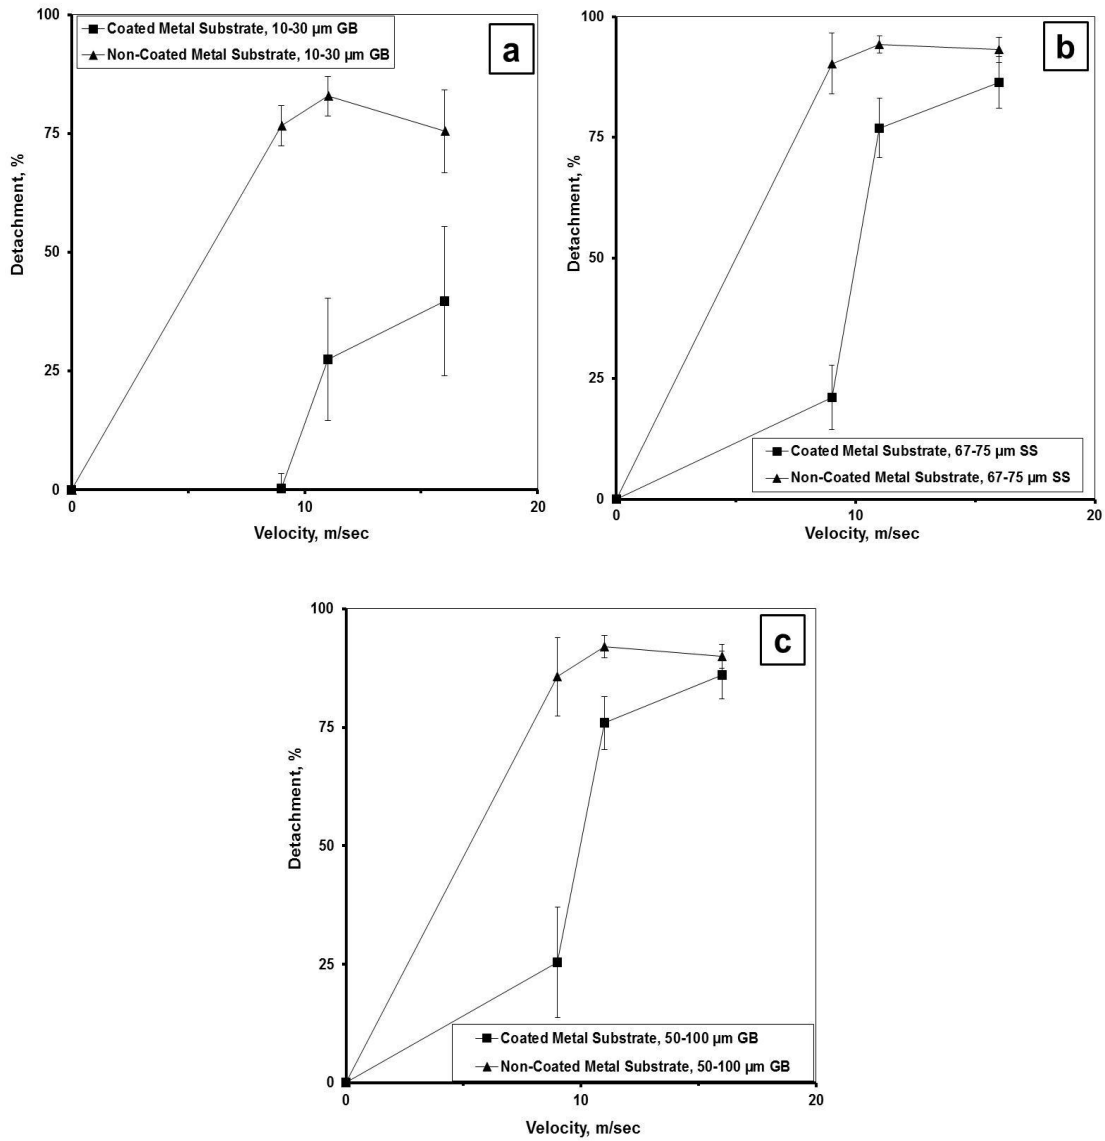 100
Coated Metal Substrate, 10-30 µm GB
Non-Coated Metal Substrate, 10-30 µm GB
a
75
50
25
0
Detachment, %
0
10
20
Velocity, m/sec
100
b
75
50
25
0
Detachment, %
Coated Metal Substrate, 67-75 µm SS
Non-Coated Metal Substrate, 67-75 µm SS
0
10
20
Velocity, m/sec
100
c
75
50
25
0
Detachment, %
Coated Metal Substrate, 50-100 µm GB
Non-Coated Metal Substrate, 50-100 µm GB
0
10
20
Velocity, m/sec